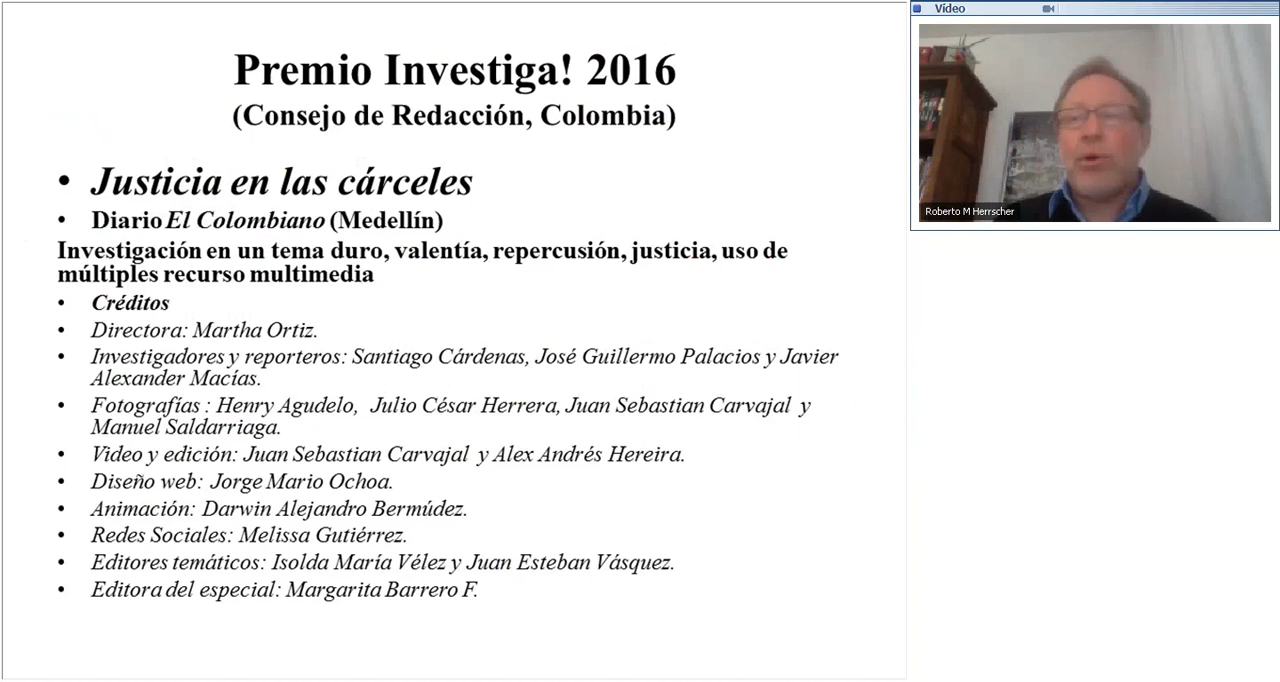 Premio Investiga! 2016
(Consejo de Redacción, Colombia)
• Justicia en las cárceles
• Diario El Colombiano (Medellín)
Investigación en un tema duro, valentía, repercusión, justicia, uso de
múltiples recurso multimedia
• Créditos
• Directora: Martha Ortiz.
• Investigadores y reporteros: Santiago Cárdenas, José Guillermo Palacios y Javier
Alexander Macías.
• Fotografías : Henry Agudelo, Julio César Herrera, Juan Sebastian Carvajal y
Manuel Saldarriaga.
• Video y edición: Juan Sebastian Carvajal y Alex Andrés Hereira.
• Diseño web: Jorge Mario Ochoa.
• Animación: Darwin Alejandro Bermúdez.
• Redes Sociales: Melissa Gutiérrez.
• Editores temáticos: Isolda María Vélez y Juan Esteban Vásquez.
• Editora del especial: Margarita Barrero F.
Vídeo
Roberto M Herrscher